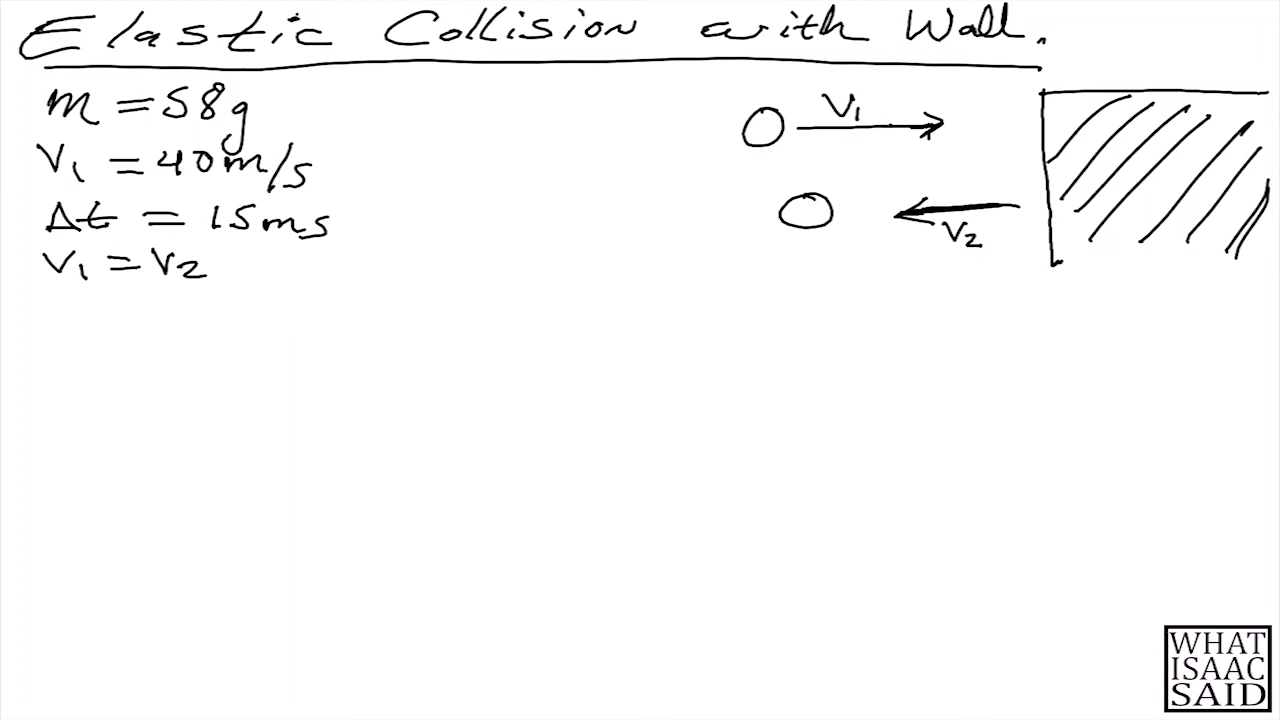 Elastic Collision with Wall.
m = 58g
V₁ = 40m/s
Δt = 15ms
V₁ = V₂
V₁
V₂
WHAT
ISAAC
SAID